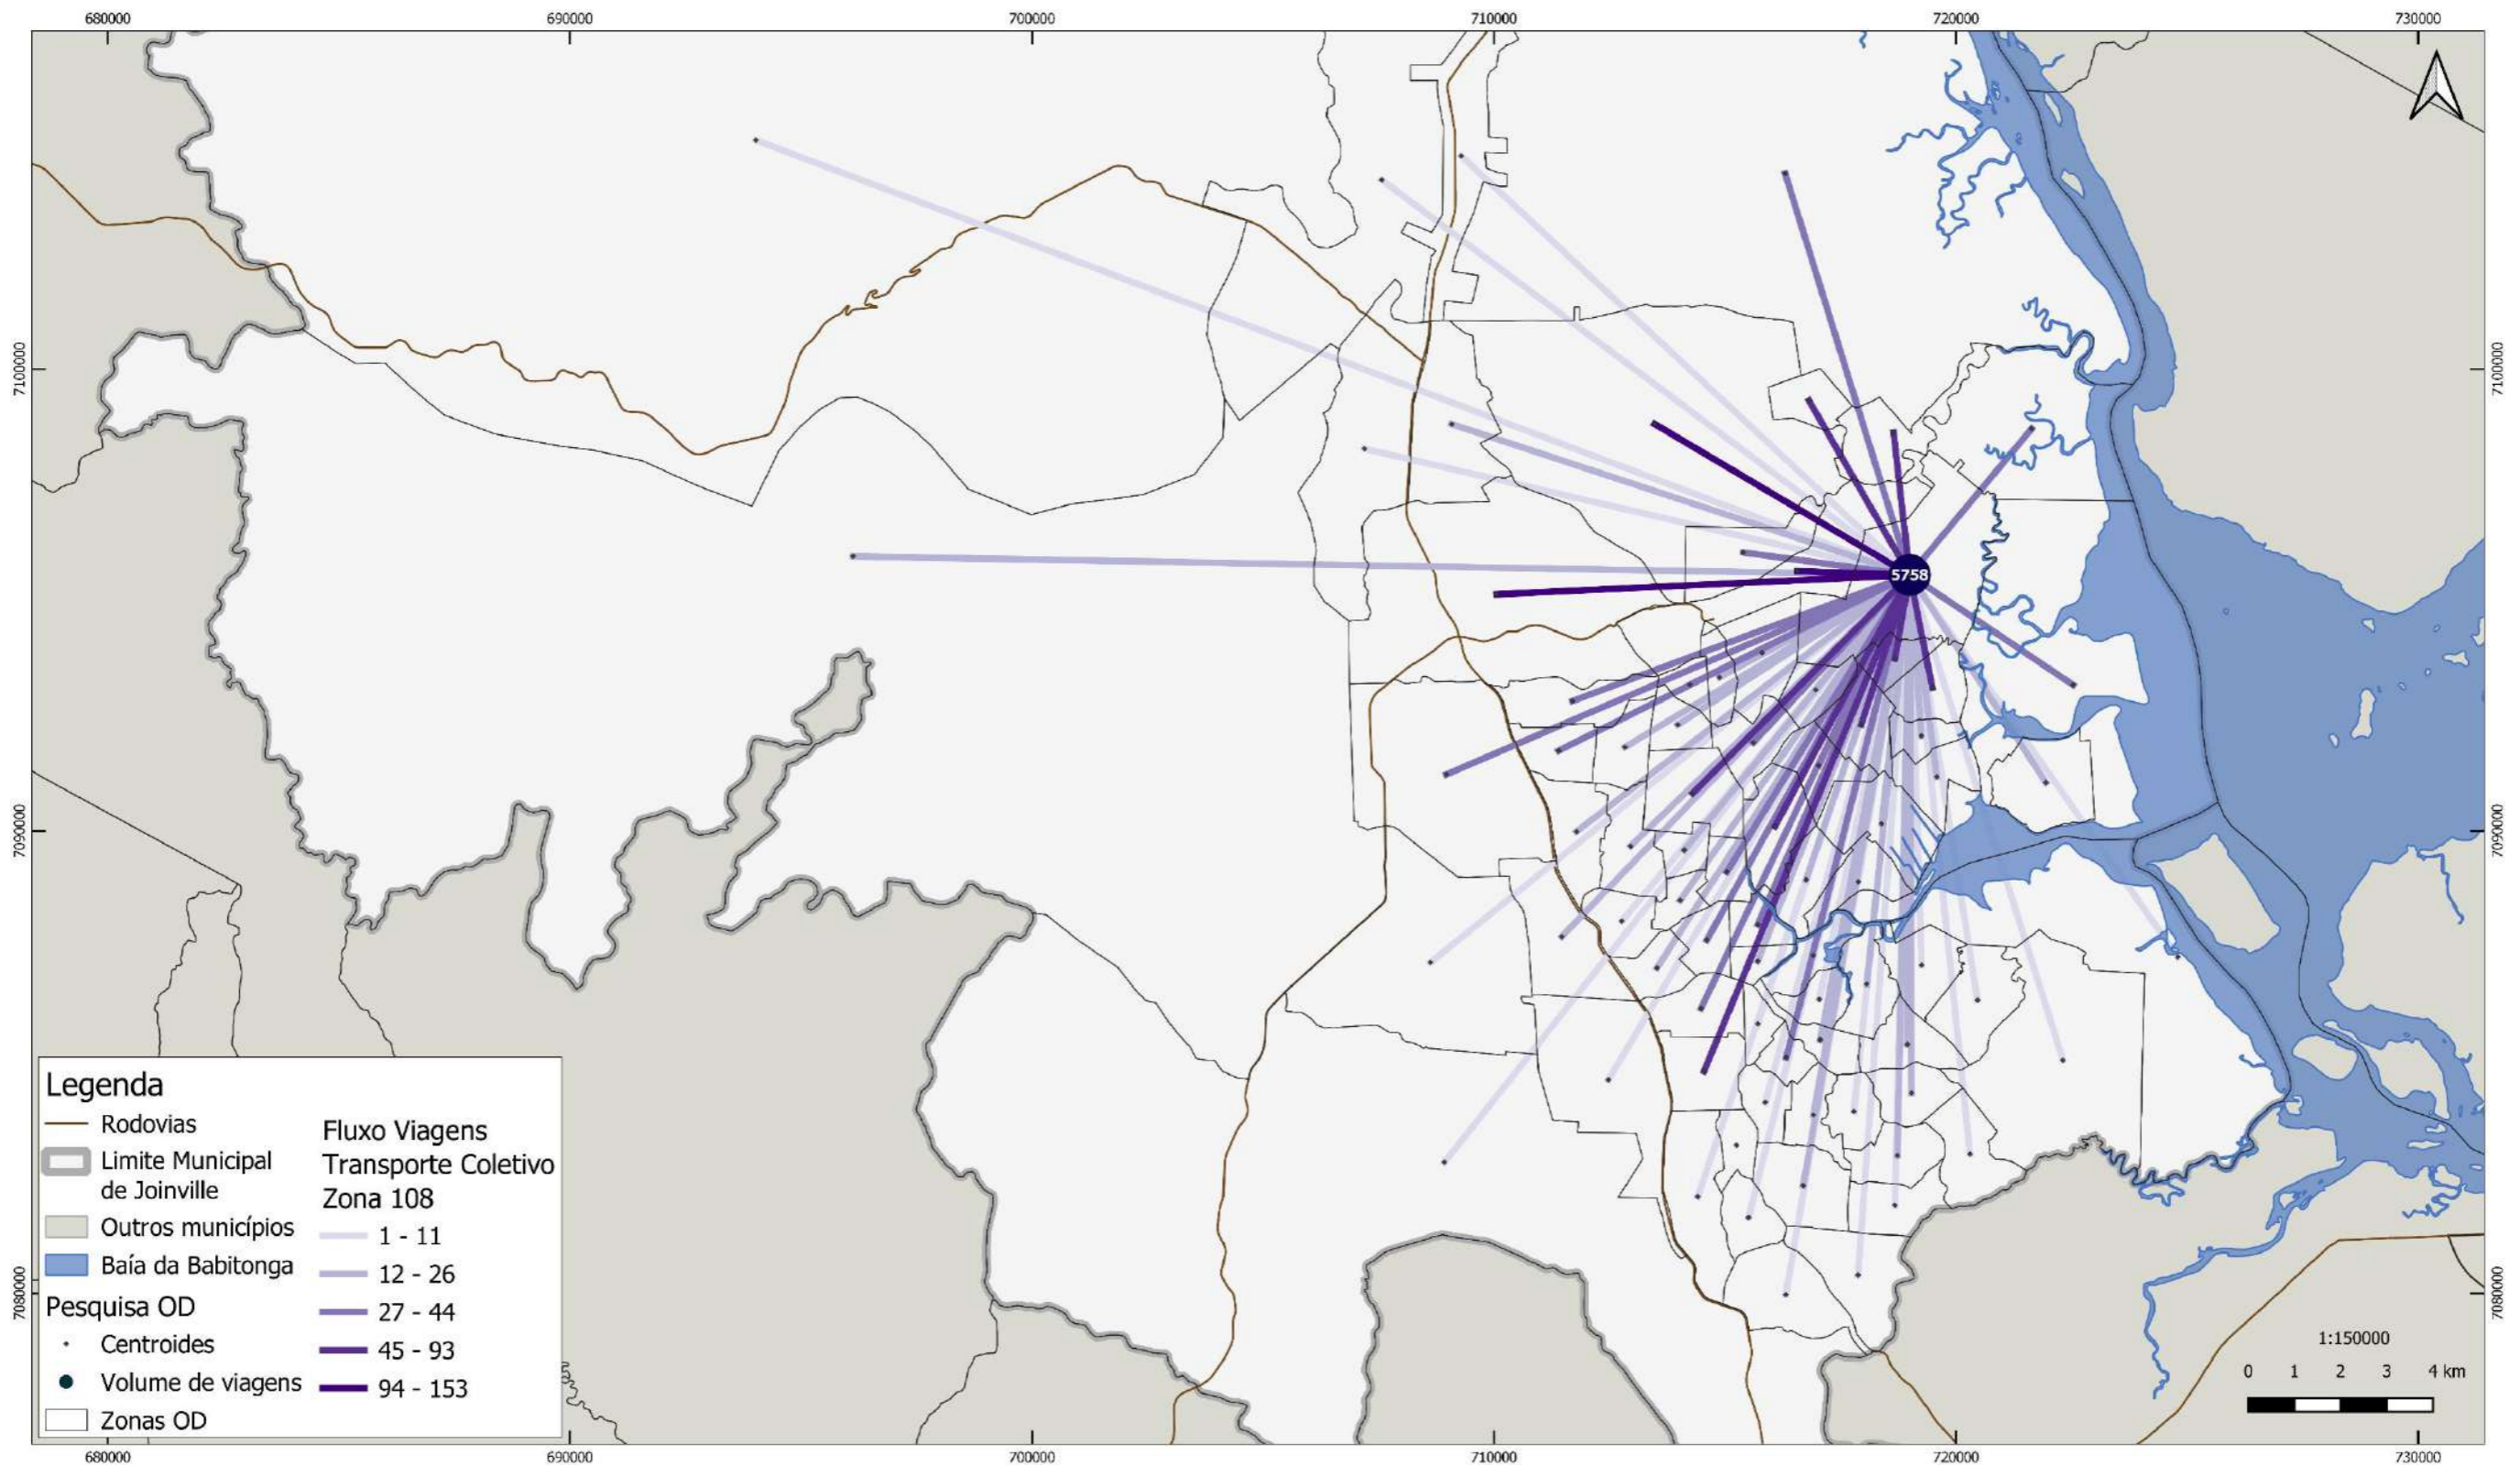 680000 690000 700000 710000 720000 730000
7100000 7100000
5758
7090000 7090000
7080000 7080000
Legenda
Rodovias
Limite Municipal
de Joinville
Outros municípios
Baía da Babitonga
Pesquisa OD
Centroides
Volume de viagens
Zonas OD
Fluxo Viagens
Transporte Coletivo
Zona 108
1 - 11
12 - 26
27 - 44
45 - 93
94 - 153
1:150000
0 1 2 3 4 km
680000 690000 700000 710000 720000 730000